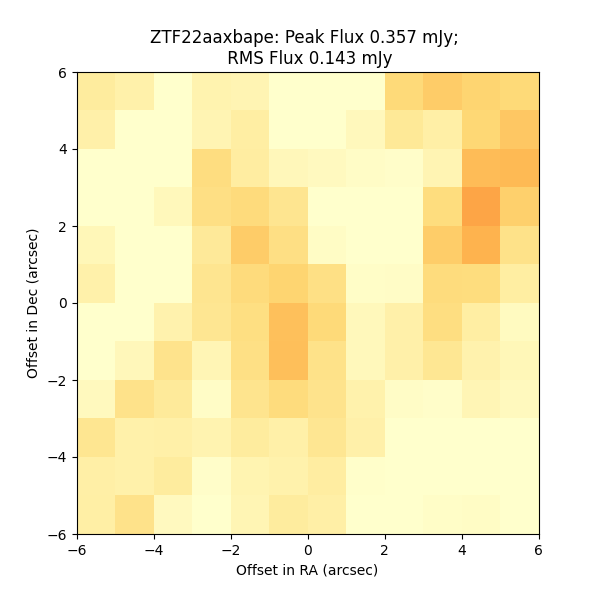 ZTF22aaxbape: Peak Flux 0.357 mJy;
RMS Flux 0.143 mJy
6
4
2
0
−2
−4
−6
Offset in Dec (arcsec)
−6 −4 −2 0 2 4 6
Offset in RA (arcsec)